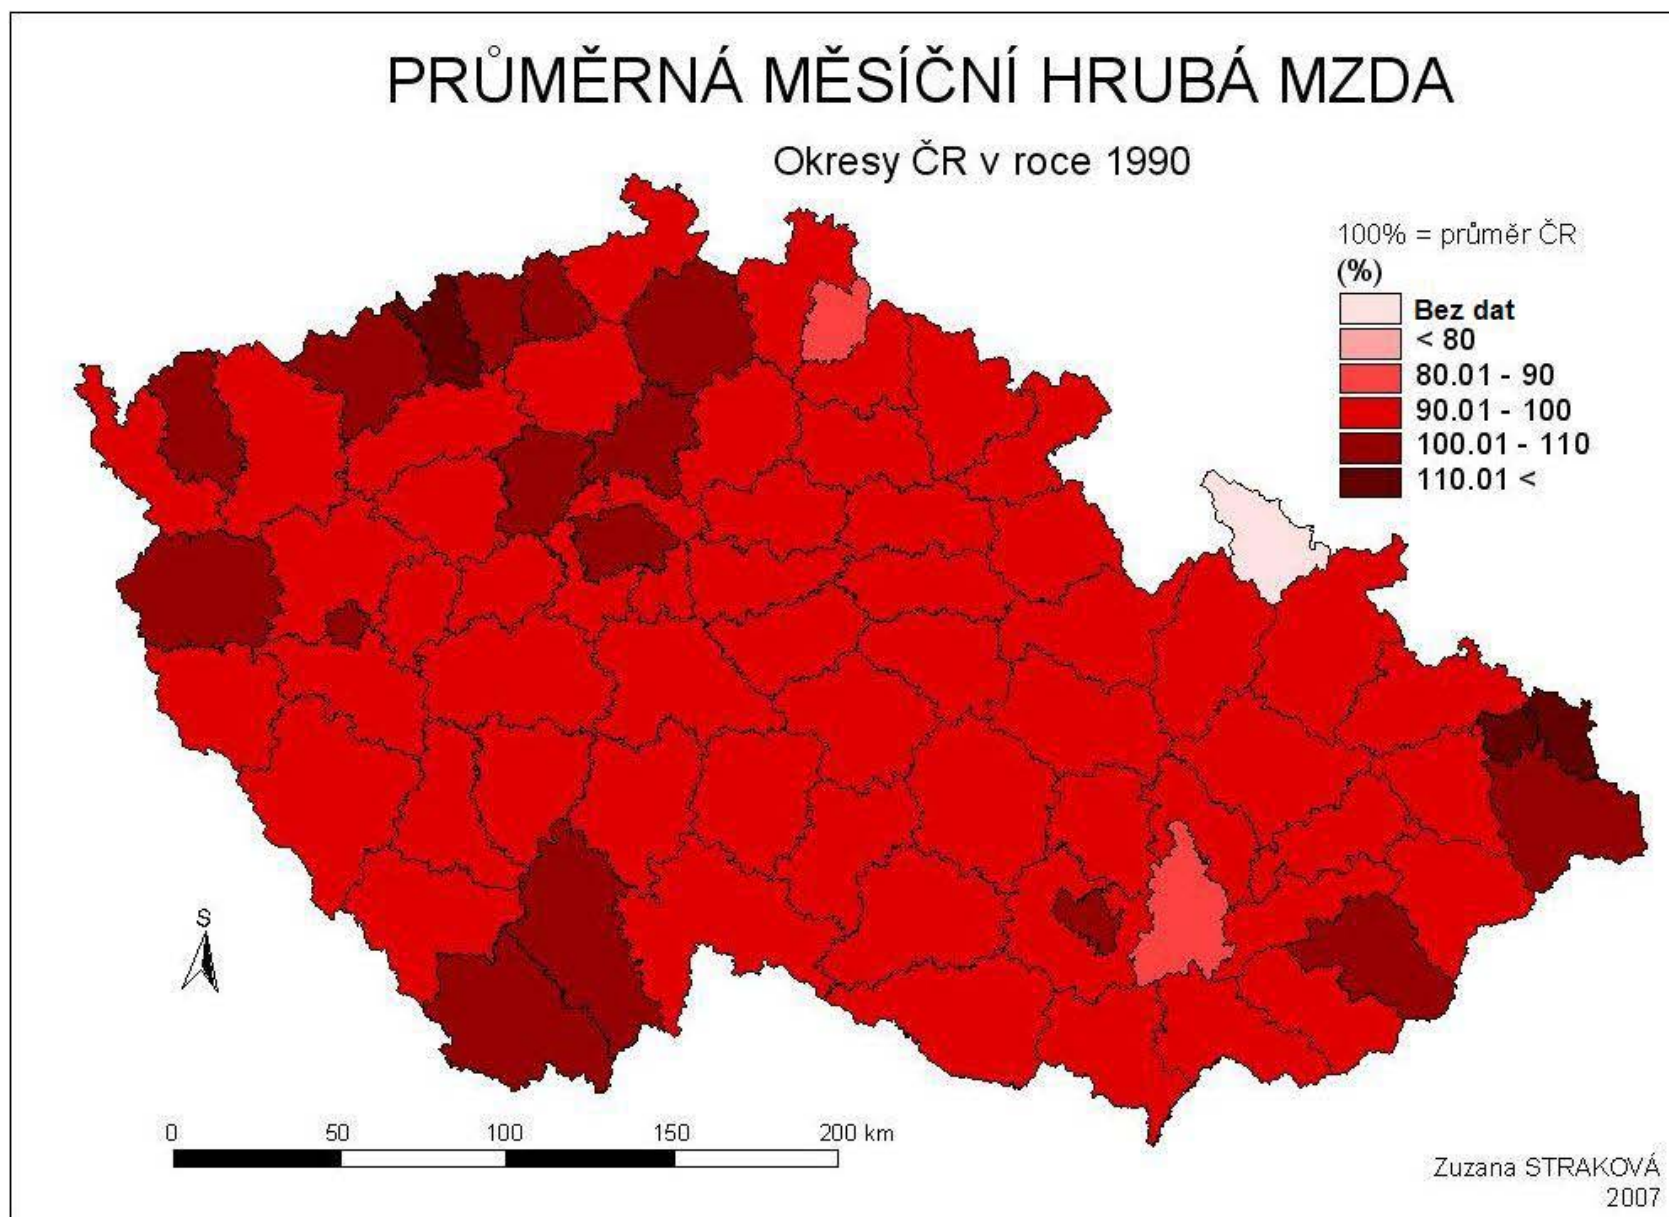 PRŮMĚRNÁ MĚSÍČNÍ HRUBÁ MZDA
Okresy ČR v roce 1990
100% = průměr ČR
(%)
Bez dat
< 80
80.01 - 90
90.01 - 100
100.01 - 110
110.01 <
S
0 50 100 150 200 km
Zuzana STRAKOVÁ
2007